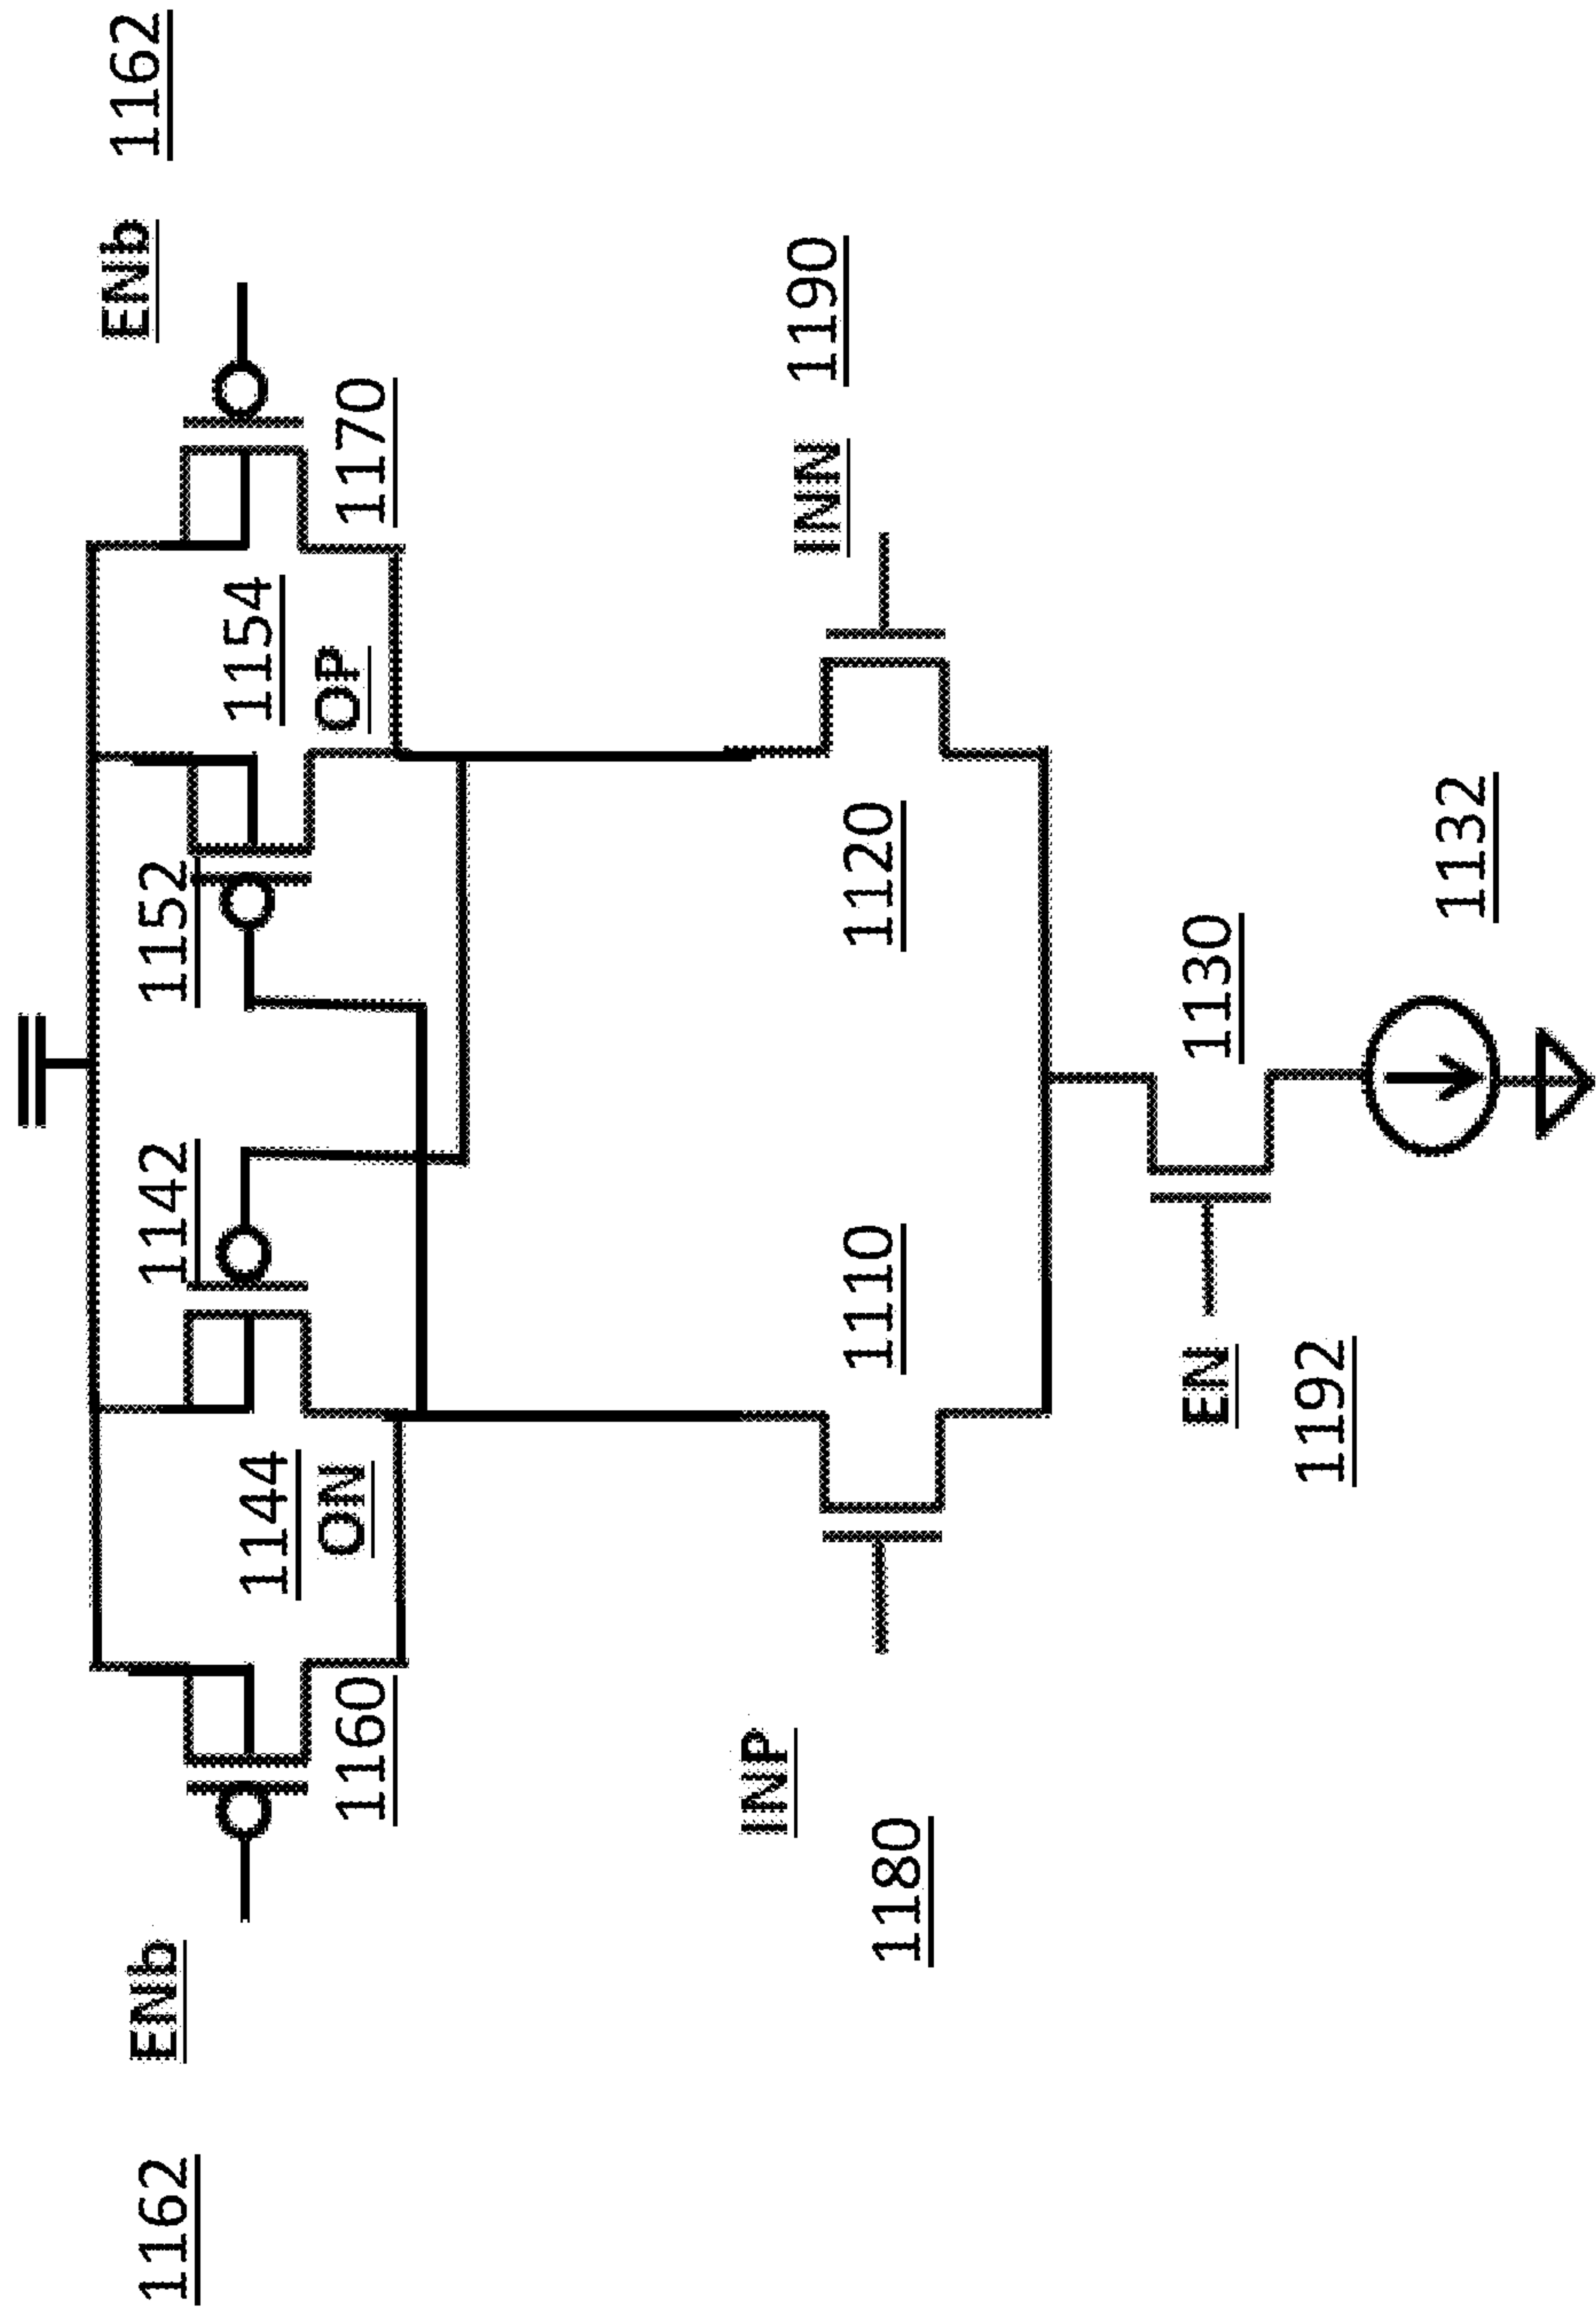 ENb 1162
1162 ENb
1142 1152
1144 1154
ON OP
1160 1170
INP INN 1190
1180 1110 1120
EN 1130
1192
1132